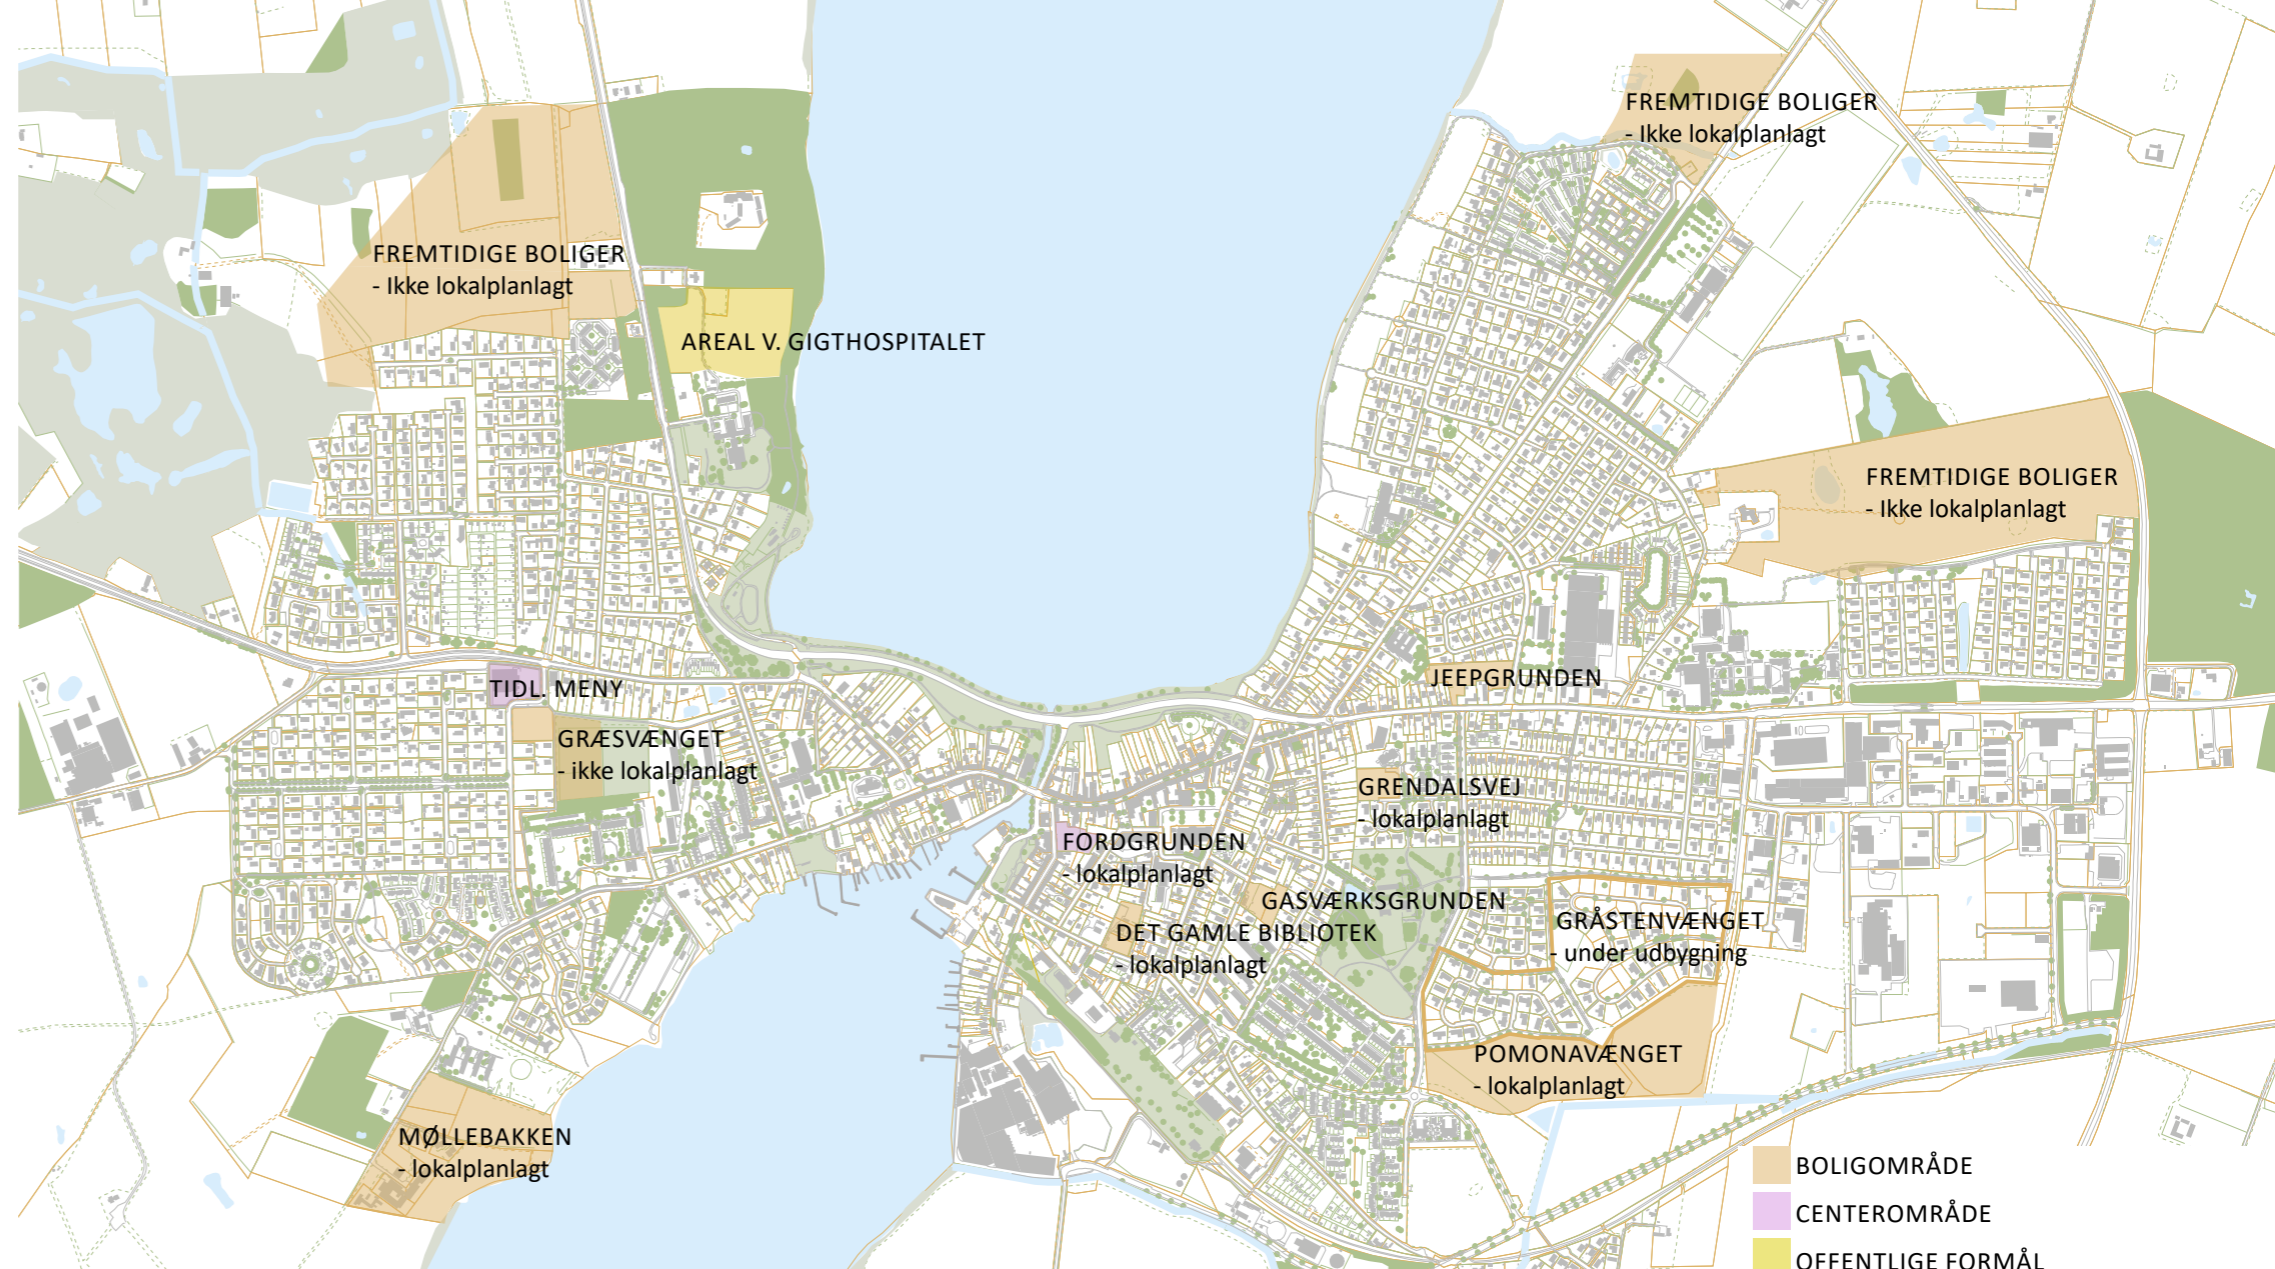 FREMTIDIGE BOLIGER
- Ikke lokalplanlagt
FREMTIDIGE BOLIGER
- Ikke lokalplanlagt
AREAL V. GIGTHOSPITALET
FREMTIDIGE BOLIGER
- Ikke lokalplanlagt
JEEPGRUNDEN
TIDL. MENY
GRÆSVÆNGET
- ikke lokalplanlagt
GRENDALSVEJ
- lokalplanlagt
FORDGRUNDEN
- lokalplanlagt
GASVÆRKSGRUNDEN
DET GAMLE BIBLIOTEK
- lokalplanlagt
GRÅSTENVÆNGET
- under udbygning
POMONAVÆNGET
- lokalplanlagt
MØLLEBAKKEN
- lokalplanlagt
BOLIGOMRÅDE
CENTEROMRÅDE
OFFENTLIGE FORMÅL